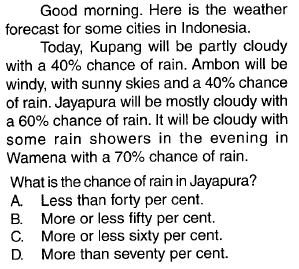 Good morning. Here is the weather
forecast for some cities in Indonesia.
Today, Kupang will be partly cloudy
with a 40% chance of rain. Ambon will be
windy, with sunny skies and a 40% chance
of rain. Jayapura will be mostly cloudy with
a 60% chance of rain. It will be cloudy with
some rain showers in the evening in
Wamena with a 70% chance of rain.
What is the chance of rain in Jayapura?
A. Less than forty per cent.
B. More or less fifty per cent.
C. More or less sixty per cent.
D. More than seventy per cent.